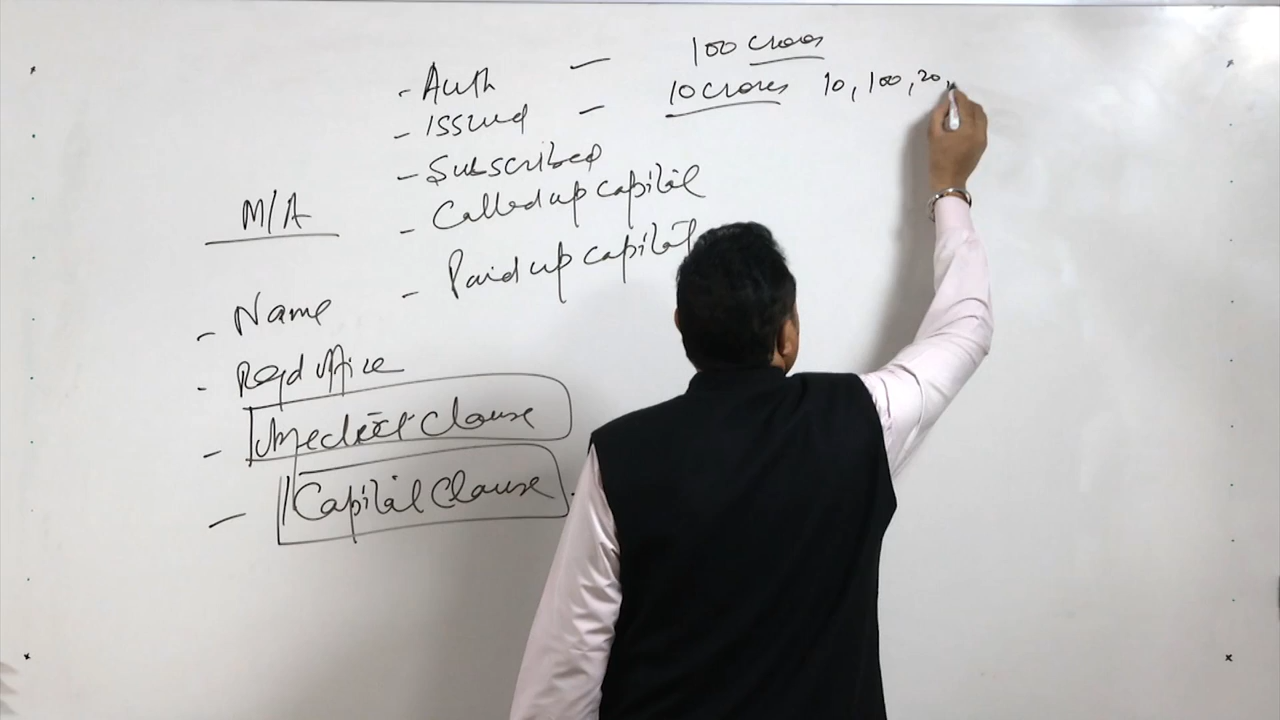 - Auth - 100 crores
- Issued - 10 crores 10, 100, 20,
- Subscribed
- Called up capital
- Paid up capital
M/A
- Name
- Regd office
- Object Clause
- Capital Clause